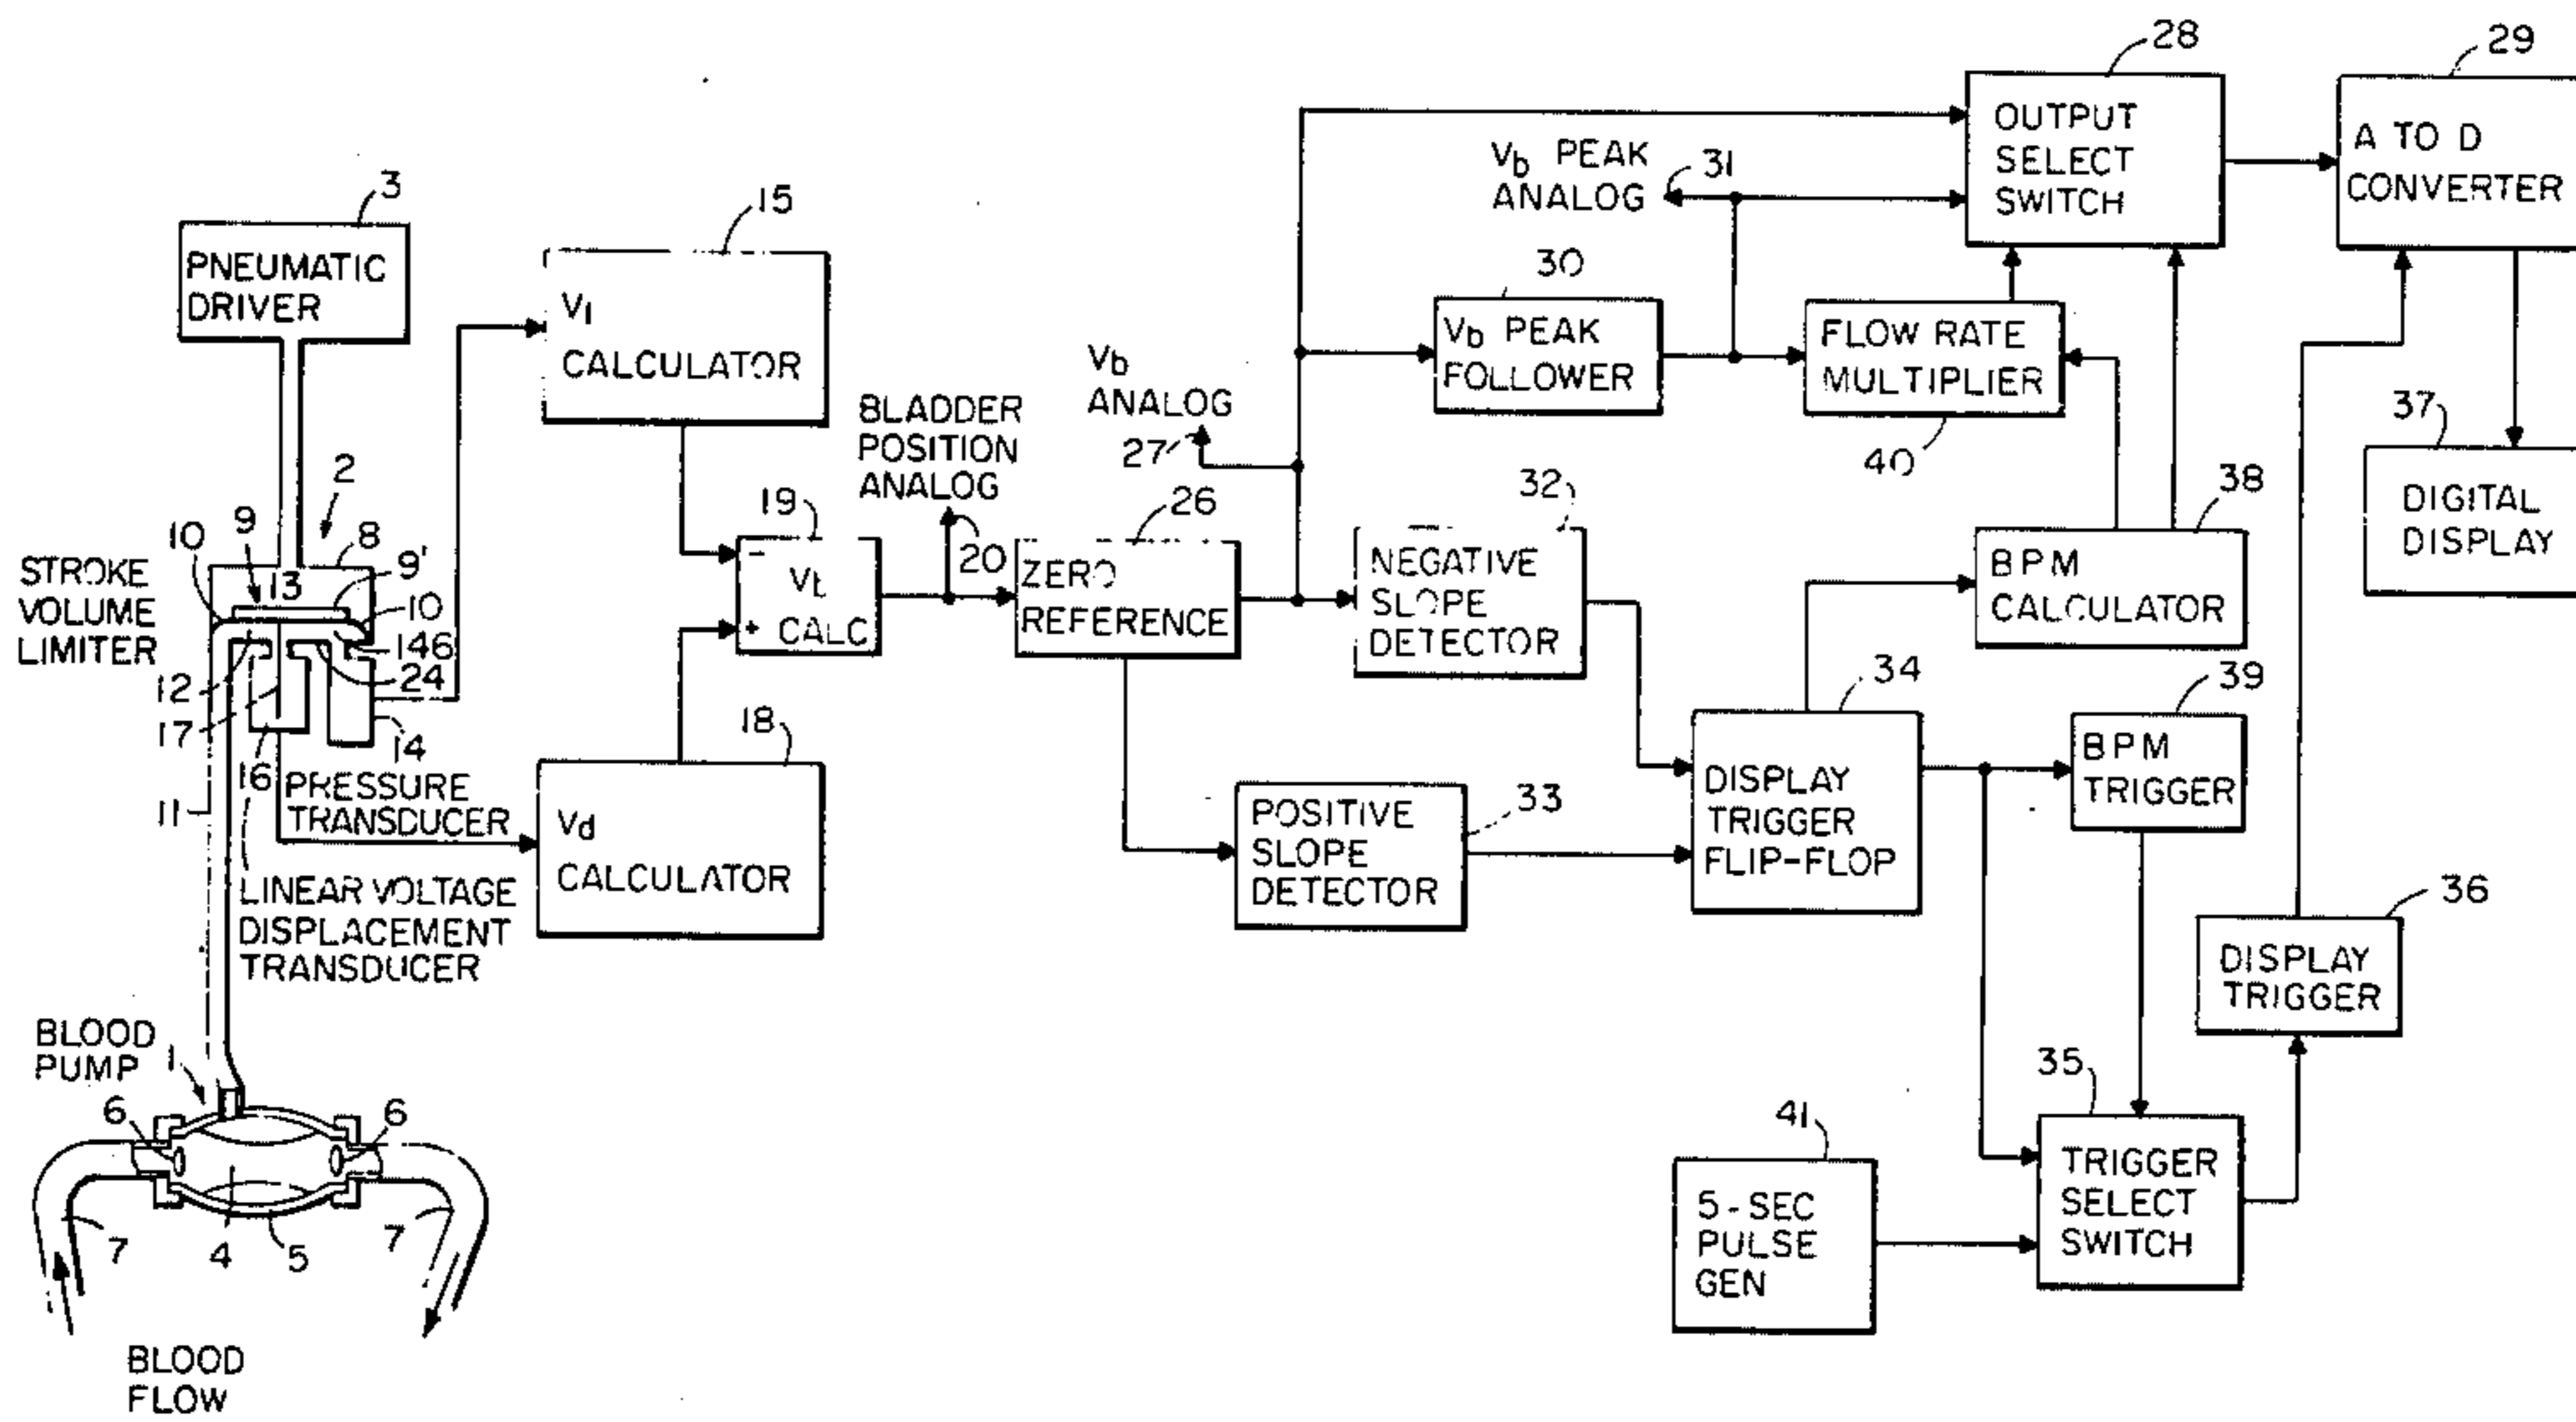 28
29
OUTPUT
SELECT
SWITCH
A TO D
CONVERTER
Vb PEAK
ANALOG
31
3
PNEUMATIC
DRIVER
15
V1
CALCULATOR
30
Vb PEAK
FOLLOWER
FLOW RATE
MULTIPLIER
40
Vb
ANALOG
27
37
DIGITAL
DISPLAY
BLADDER
POSITION
ANALOG
20
2
8
9
9'
10
10
13
STROKE
VOLUME
LIMITER
146
24
12
17
16
14
11
19
-
+
CALC
26
ZERO
REFERENCE
32
NEGATIVE
SLOPE
DETECTOR
38
BPM
CALCULATOR
34
DISPLAY
TRIGGER
FLIP-FLOP
39
BPM
TRIGGER
18
Vd
CALCULATOR
PRESSURE
TRANSDUCER
LINEAR VOLTAGE
DISPLACEMENT
TRANSDUCER
33
POSITIVE
SLOPE
DETECTOR
36
DISPLAY
TRIGGER
35
TRIGGER
SELECT
SWITCH
41
5-SEC
PULSE
GEN
BLOOD
PUMP
1
6
6
7
4
5
7
BLOOD
FLOW